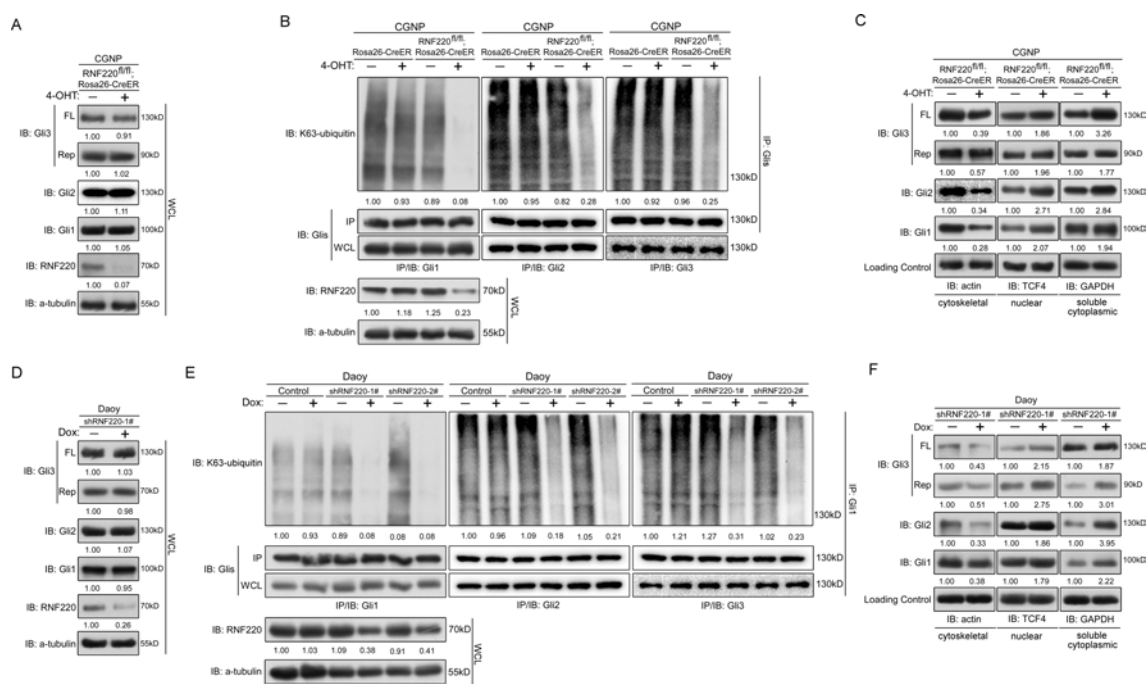 A
CGNP
RNF220fl/fl;
Rosa26-CreER
4-OHT: — +
FL 130kD
1.00 0.91
IB: Gli3
Rep 90kD
1.00 1.02
IB: Gli2 130kD
1.00 1.11
IB: Gli1 100kD
1.00 1.05
IB: RNF220 70kD
1.00 0.07
IB: a-tubulin 55kD
WCL
B
CGNP CGNP CGNP
RNF220fl/fl; RNF220fl/fl; RNF220fl/fl;
Rosa26-CreER Rosa26-CreER Rosa26-CreER Rosa26-CreER Rosa26-CreER Rosa26-CreER
4-OHT: — + — + — + — + — + — +
IB: K63-ubiquitin
130kD
IP: Glis
1.00 0.93 0.89 0.08 1.00 0.95 0.82 0.28 1.00 0.92 0.96 0.25
IP 130kD
IB: Glis
WCL 130kD
IP/IB: Gli1 IP/IB: Gli2 IP/IB: Gli3
IB: RNF220 70kD
1.00 1.18 1.25 0.23
IB: a-tubulin 55kD
WCL
C
CGNP
RNF220fl/fl; RNF220fl/fl; RNF220fl/fl;
Rosa26-CreER Rosa26-CreER Rosa26-CreER
4-OHT: — + — + — +
FL 130kD
1.00 0.39 1.00 1.86 1.00 3.26
IB: Gli3
Rep 90kD
1.00 0.57 1.00 1.96 1.00 1.77
IB: Gli2 130kD
1.00 0.34 1.00 2.71 1.00 2.84
IB: Gli1 100kD
1.00 0.28 1.00 2.07 1.00 1.94
Loading Control
IB: actin IB: TCF4 IB: GAPDH
cytoskeletal nuclear soluble
cytoplasmic
D
Daoy
shRNF220-1#
Dox: — +
FL 130kD
1.00 1.03
IB: Gli3
Rep 70kD
1.00 0.98
IB: Gli2 130kD
1.00 1.07
IB: Gli1 100kD
1.00 0.95
IB: RNF220 70kD
1.00 0.26
IB: a-tubulin 55kD
WCL
E
Daoy Daoy Daoy
Control shRNF220-1# shRNF220-2# Control shRNF220-1# shRNF220-2# Control shRNF220-1# shRNF220-2#
Dox: — + — + — + — + — + — + — + — + — +
IB: K63-ubiquitin
130kD
IP: Gli1
1.00 0.93 0.89 0.08 0.08 0.08 1.00 0.96 1.09 0.18 1.05 0.21 1.00 1.21 1.27 0.31 1.02 0.23
IP 130kD
IB: Glis
WCL 130kD
IP/IB: Gli1 IP/IB: Gli2 IP/IB: Gli3
IB: RNF220 70kD
1.00 1.03 1.09 0.38 0.91 0.41
IB: a-tubulin 55kD
WCL
F
Daoy
shRNF220-1# shRNF220-1# shRNF220-1#
Dox: — + — + — +
FL 130kD
1.00 0.43 1.00 2.15 1.00 1.87
IB: Gli3
Rep 90kD
1.00 0.51 1.00 2.75 1.00 3.01
IB: Gli2 130kD
1.00 0.33 1.00 1.86 1.00 3.95
IB: Gli1 100kD
1.00 0.38 1.00 1.79 1.00 2.22
Loading Control
IB: actin IB: TCF4 IB: GAPDH
cytoskeletal nuclear soluble
cytoplasmic